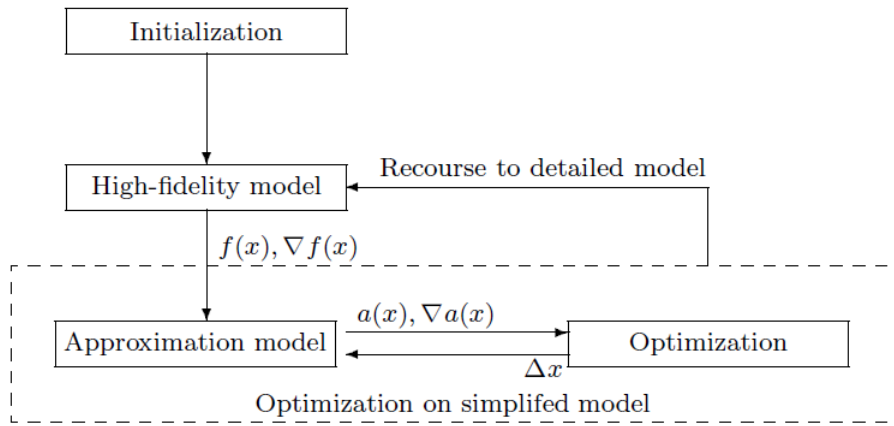 Initialization
Recourse to detailed model
High-fidelity model
f(x), ∇f(x)
a(x), ∇a(x)
Approximation model
Optimization
Δx
Optimization on simplifed model